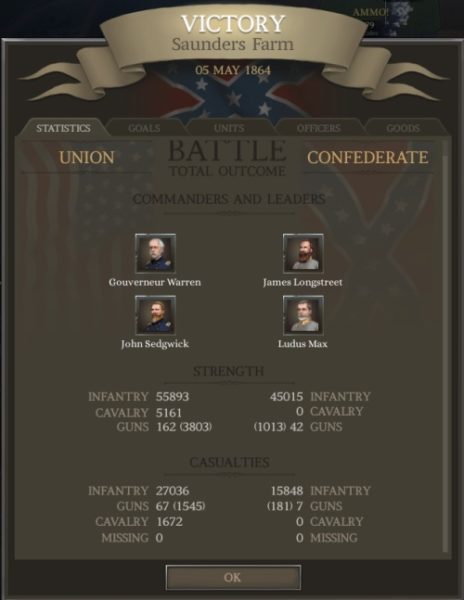 AMMO!
VICTORY
Saunders Farm
05 MAY 1864
STATISTICS GOALS UNITS OFFICERS GOODS
UNION BATTLE CONFEDERATE
TOTAL OUTCOME
COMMANDERS AND LEADERS
Gouverneur Warren James Longstreet
John Sedgwick Ludus Max
STRENGTH
INFANTRY 55893 45015 INFANTRY
CAVALRY 5161 0 CAVALRY
GUNS 162 (3803) (1013) 42 GUNS
CASUALTIES
INFANTRY 27036 15848 INFANTRY
GUNS 67 (1545) (181) 7 GUNS
CAVALRY 1672 0 CAVALRY
MISSING 0 0 MISSING
OK